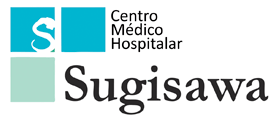 S
Centro
Médico
Hospitalar
Sugisawa